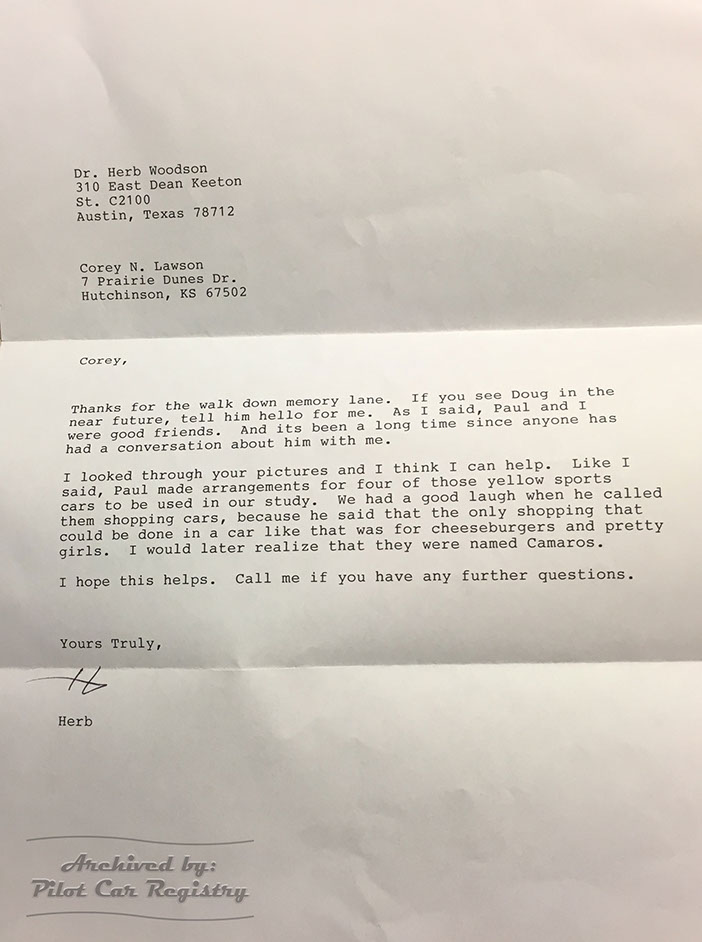 Dr. Herb Woodson
310 East Dean Keeton
St. C2100
Austin, Texas 78712
Corey N. Lawson
7 Prairie Dunes Dr.
Hutchinson, KS 67502
Corey,
Thanks for the walk down memory lane. If you see Doug in the
near future, tell him hello for me. As I said, Paul and I
were good friends. And its been a long time since anyone has
had a conversation about him with me.
I looked through your pictures and I think I can help. Like I
said, Paul made arrangements for four of those yellow sports
cars to be used in our study. We had a good laugh when he called
them shopping cars, because he said that the only shopping that
could be done in a car like that was for cheeseburgers and pretty
girls. I would later realize that they were named Camaros.
I hope this helps. Call me if you have any further questions.
Yours Truly,
H
Herb
Archived by:
Pilot Car Registry